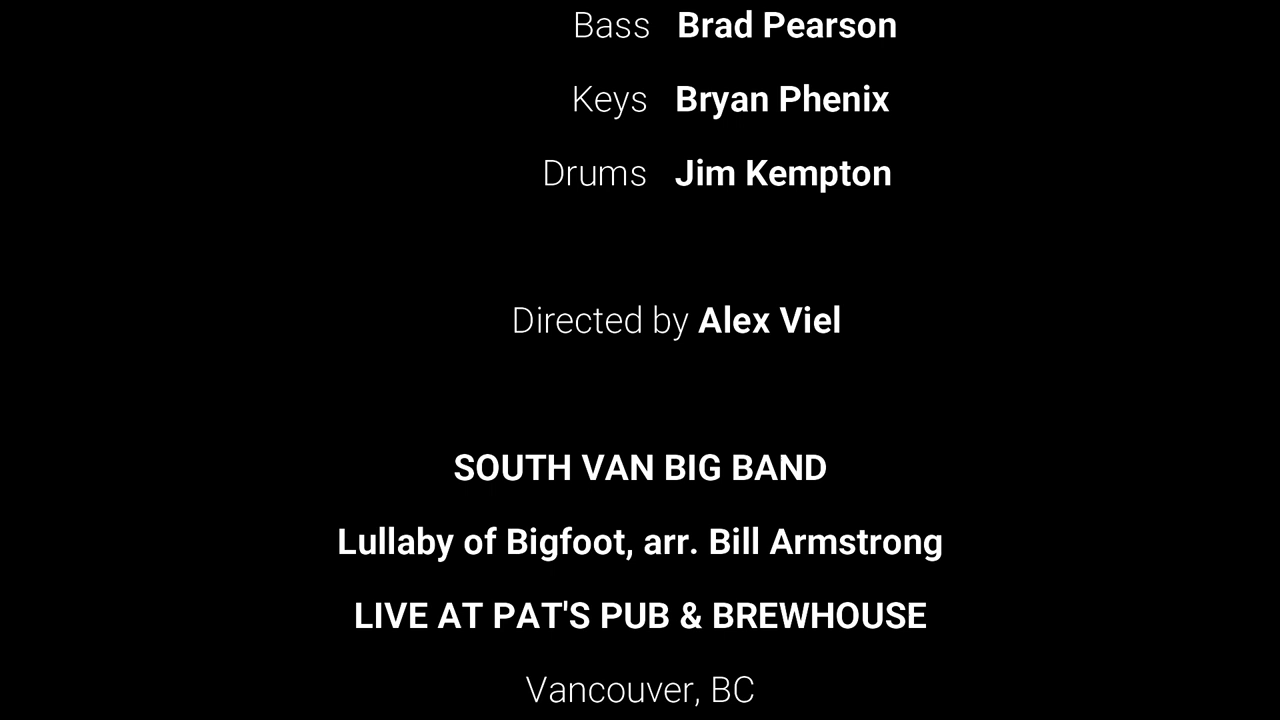 Bass Brad Pearson
Keys Bryan Phenix
Drums Jim Kempton
Directed by Alex Viel
SOUTH VAN BIG BAND
Lullaby of Bigfoot, arr. Bill Armstrong
LIVE AT PAT'S PUB & BREWHOUSE
Vancouver, BC